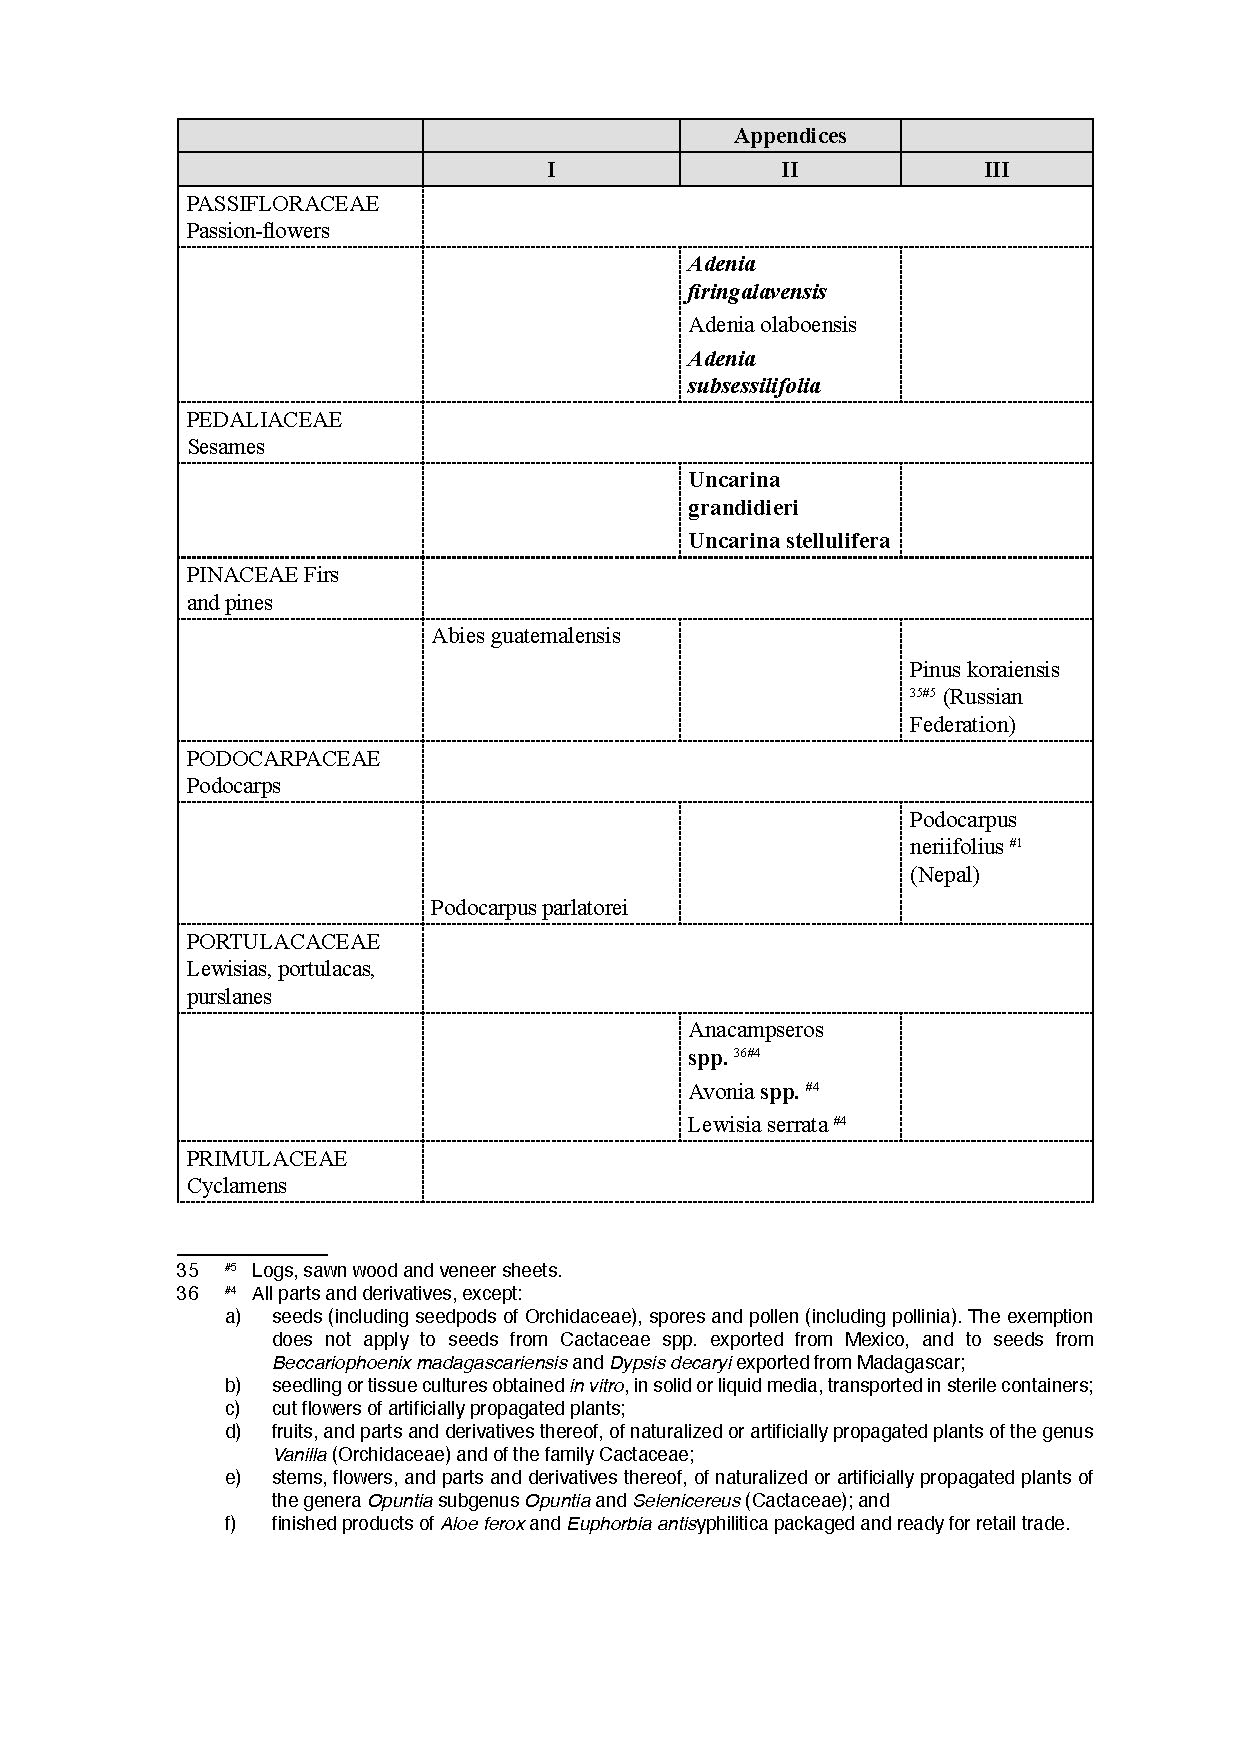 Appendices
I II III
PASSIFLORACEAE
Passion-flowers
Adenia
firingalavensis
Adenia olaboensis
Adenia
subsessilifolia
PEDALIACEAE
Sesames
Uncarina
grandidieri
Uncarina stellulifera
PINACEAE Firs
and pines
Abies guatemalensis
Pinus koraiensis
35#5 (Russian
Federation)
PODOCARPACEAE
Podocarps
Podocarpus
neriifolius #1
(Nepal)
Podocarpus parlatorei
PORTULACACEAE
Lewisias, portulacas,
purslanes
Anacampseros
spp. 36#4
Avonia spp. #4
Lewisia serrata #4
PRIMULACEAE
Cyclamens
35 #5 Logs, sawn wood and veneer sheets.
36 #4 All parts and derivatives, except:
a) seeds (including seedpods of Orchidaceae), spores and pollen (including pollinia). The exemption
does not apply to seeds from Cactaceae spp. exported from Mexico, and to seeds from
Beccariophoenix madagascariensis and Dypsis decaryi exported from Madagascar;
b) seedling or tissue cultures obtained in vitro, in solid or liquid media, transported in sterile containers;
c) cut flowers of artificially propagated plants;
d) fruits, and parts and derivatives thereof, of naturalized or artificially propagated plants of the genus
Vanilla (Orchidaceae) and of the family Cactaceae;
e) stems, flowers, and parts and derivatives thereof, of naturalized or artificially propagated plants of
the genera Opuntia subgenus Opuntia and Selenicereus (Cactaceae); and
f) finished products of Aloe ferox and Euphorbia antisyphilitica packaged and ready for retail trade.